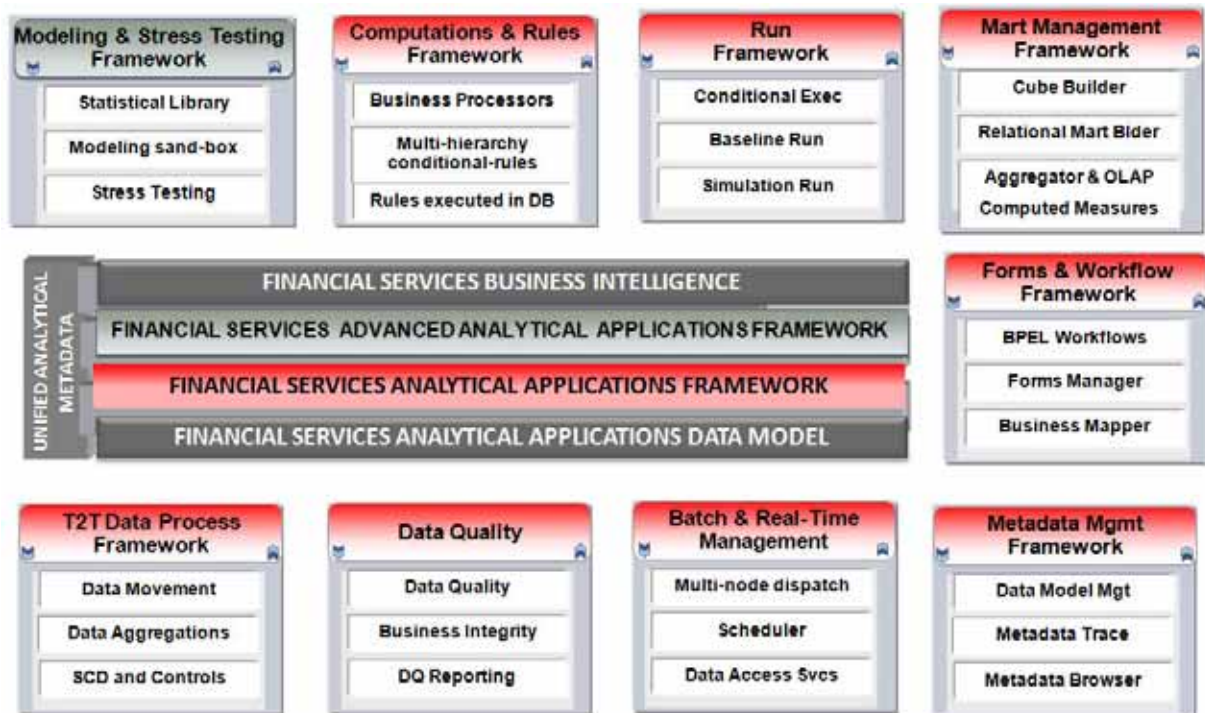 Modeling & Stress Testing
Framework
Statistical Library
Modeling sand-box
Stress Testing
Computations & Rules
Framework
Business Processors
Multi-hierarchy
conditional-rules
Rules executed in DB
Run
Framework
Conditional Exec
Baseline Run
Simulation Run
Mart Management
Framework
Cube Builder
Relational Mart Blder
Aggregator & OLAP
Computed Measures
UNIFIED ANALYTICAL
METADATA
FINANCIAL SERVICES BUSINESS INTELLIGENCE
FINANCIAL SERVICES ADVANCED ANALYTICAL APPLICATIONS FRAMEWORK
FINANCIAL SERVICES ANALYTICAL APPLICATIONS FRAMEWORK
FINANCIAL SERVICES ANALYTICAL APPLICATIONS DATA MODEL
Forms & Workflow
Framework
BPEL Workflows
Forms Manager
Business Mapper
T2T Data Process
Framework
Data Movement
Data Aggregations
SCD and Controls
Data Quality
Data Quality
Business Integrity
DQ Reporting
Batch & Real-Time
Management
Multi-node dispatch
Scheduler
Data Access Svcs
Metadata Mgmt
Framework
Data Model Mgt
Metadata Trace
Metadata Browser